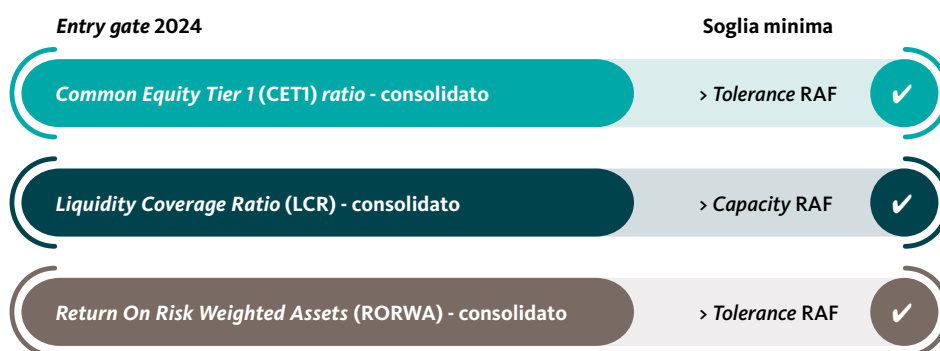 Entry gate 2024 Soglia minima
Common Equity Tier 1 (CET1) ratio - consolidato > Tolerance RAF ✔
Liquidity Coverage Ratio (LCR) - consolidato > Capacity RAF ✔
Return On Risk Weighted Assets (RORWA) - consolidato > Tolerance RAF ✔